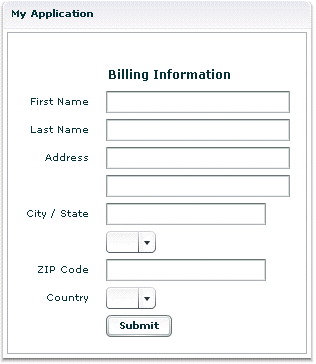 My Application
Billing Information
First Name
Last Name
Address
City / State
ZIP Code
Country
Submit